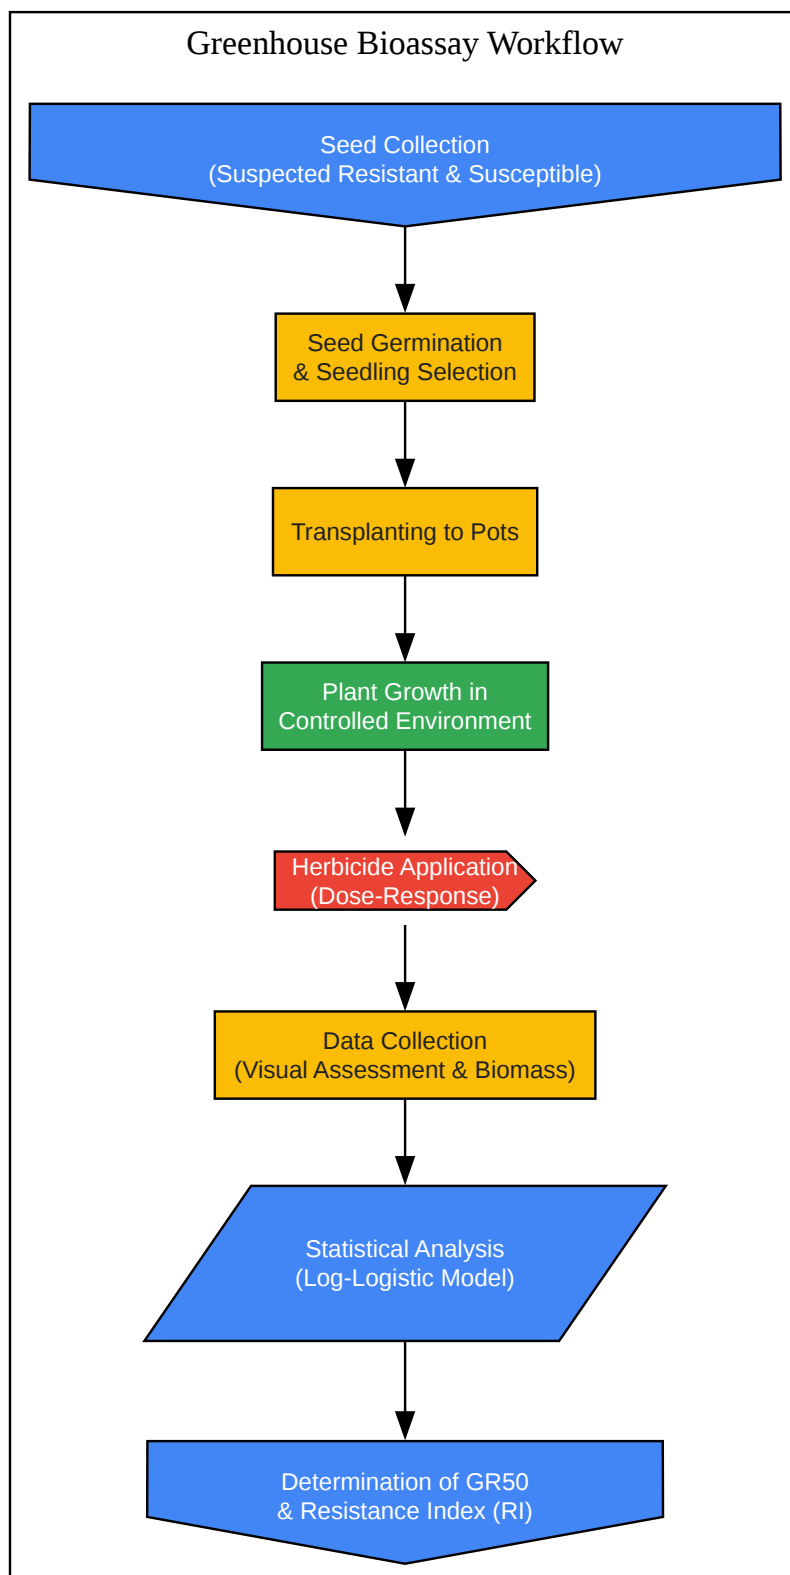 Greenhouse Bioassay Workflow
Seed Collection
(Suspected Resistant & Susceptible)
Seed Germination
& Seedling Selection
Transplanting to Pots
Plant Growth in
Controlled Environment
Herbicide Application
(Dose-Response)
Data Collection
(Visual Assessment & Biomass)
Statistical Analysis
(Log-Logistic Model)
Determination of GR50
& Resistance Index (RI)